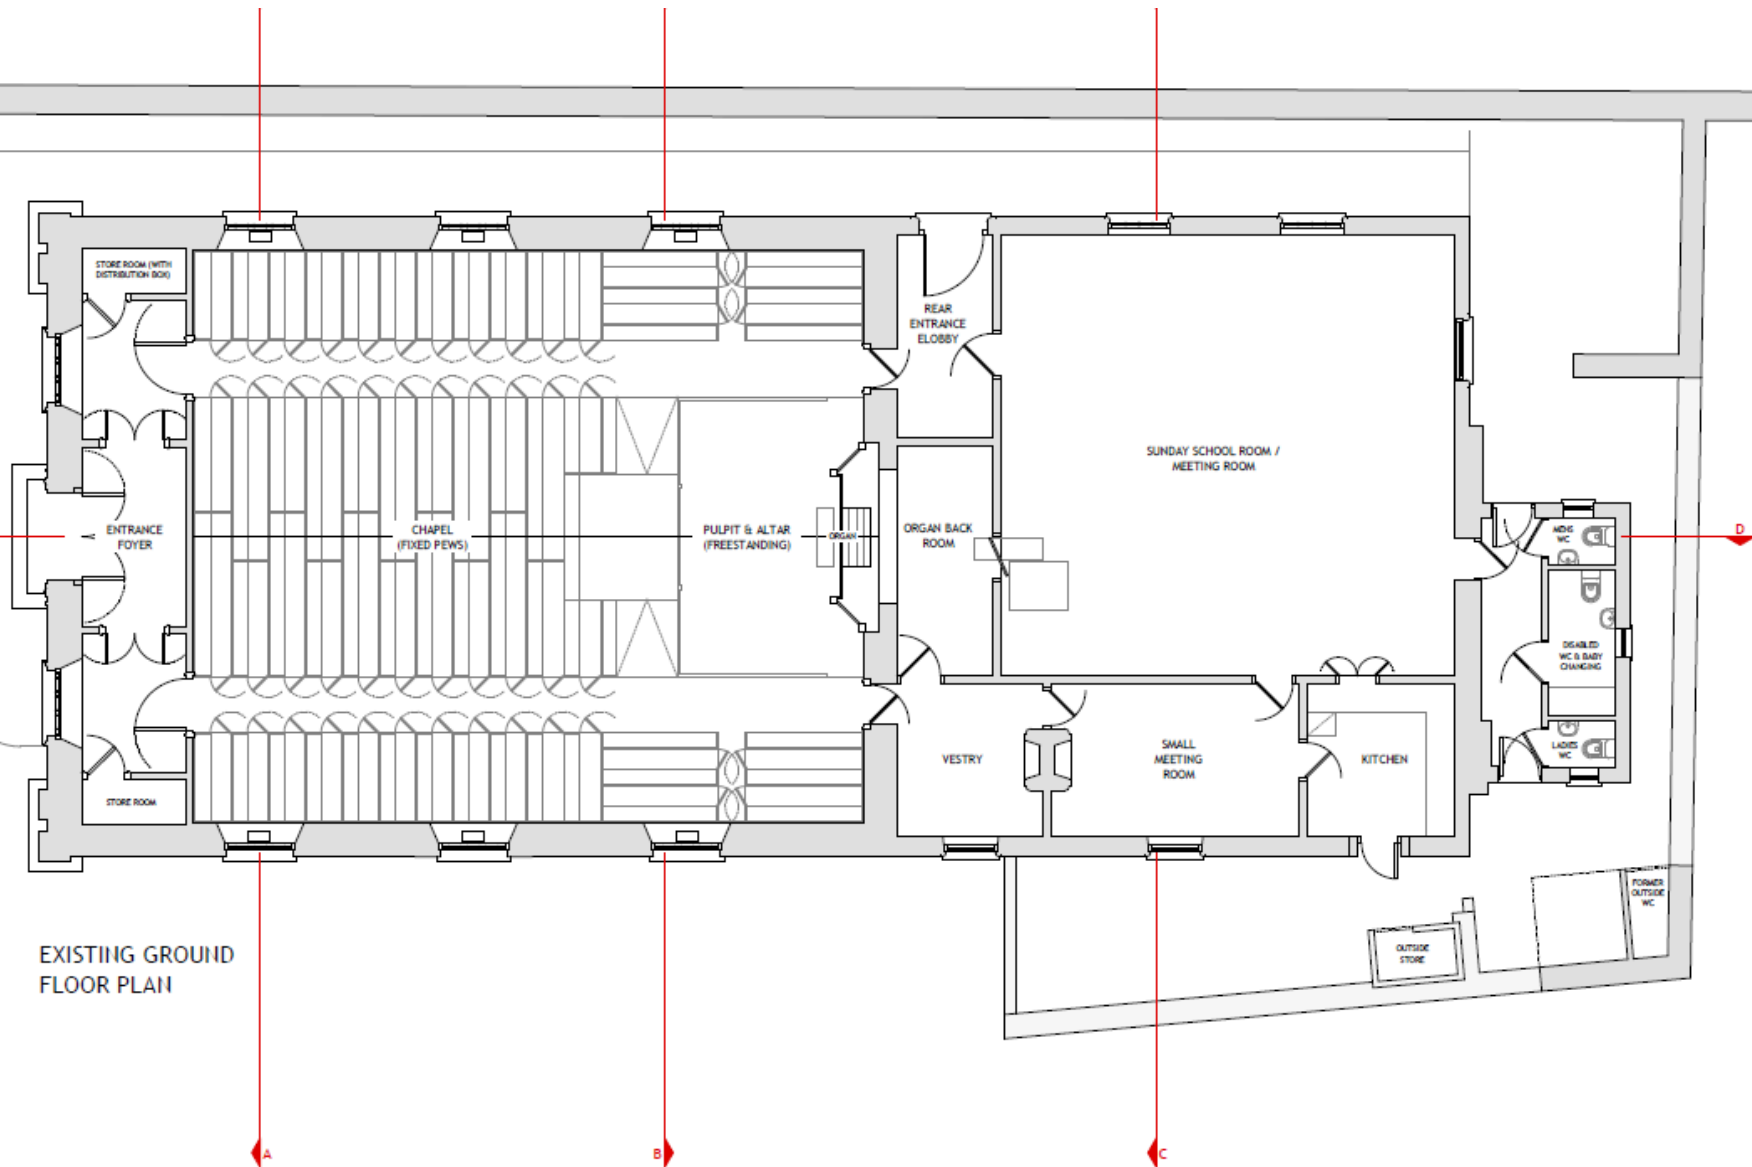 STORE ROOM (WITH
DISTRIBUTION BOX)
REAR
ENTRANCE
ELOBBY
SUNDAY SCHOOL ROOM /
MEETING ROOM
ENTRANCE
FOYER
CHAPEL
(FIXED PEWS)
PULPIT & ALTAR
(FREESTANDING)
ORGAN
ORGAN BACK
ROOM
MENS
WC
D
DISABLED
WC & BABY
CHANGING
LADIES
WC
VESTRY
SMALL
MEETING
ROOM
KITCHEN
STORE ROOM
FORMER
OUTSIDE
WC
OUTSIDE
STORE
EXISTING GROUND
FLOOR PLAN
A
B
C